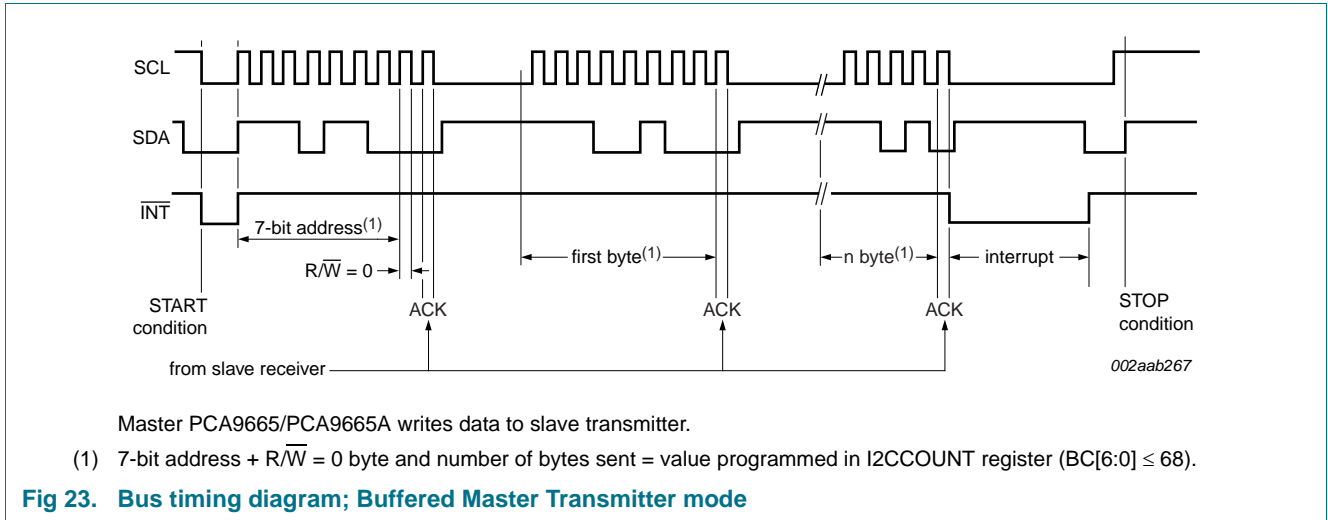 SCL
SDA
INT
7-bit address(1)
R/W = 0
first byte(1)
n byte(1)
interrupt
START
condition
ACK
ACK
ACK
STOP
condition
from slave receiver
002aab267
Master PCA9665/PCA9665A writes data to slave transmitter.
(1) 7-bit address + R/W = 0 byte and number of bytes sent = value programmed in I2CCOUNT register (BC[6:0] ≤ 68).
Fig 23. Bus timing diagram; Buffered Master Transmitter mode